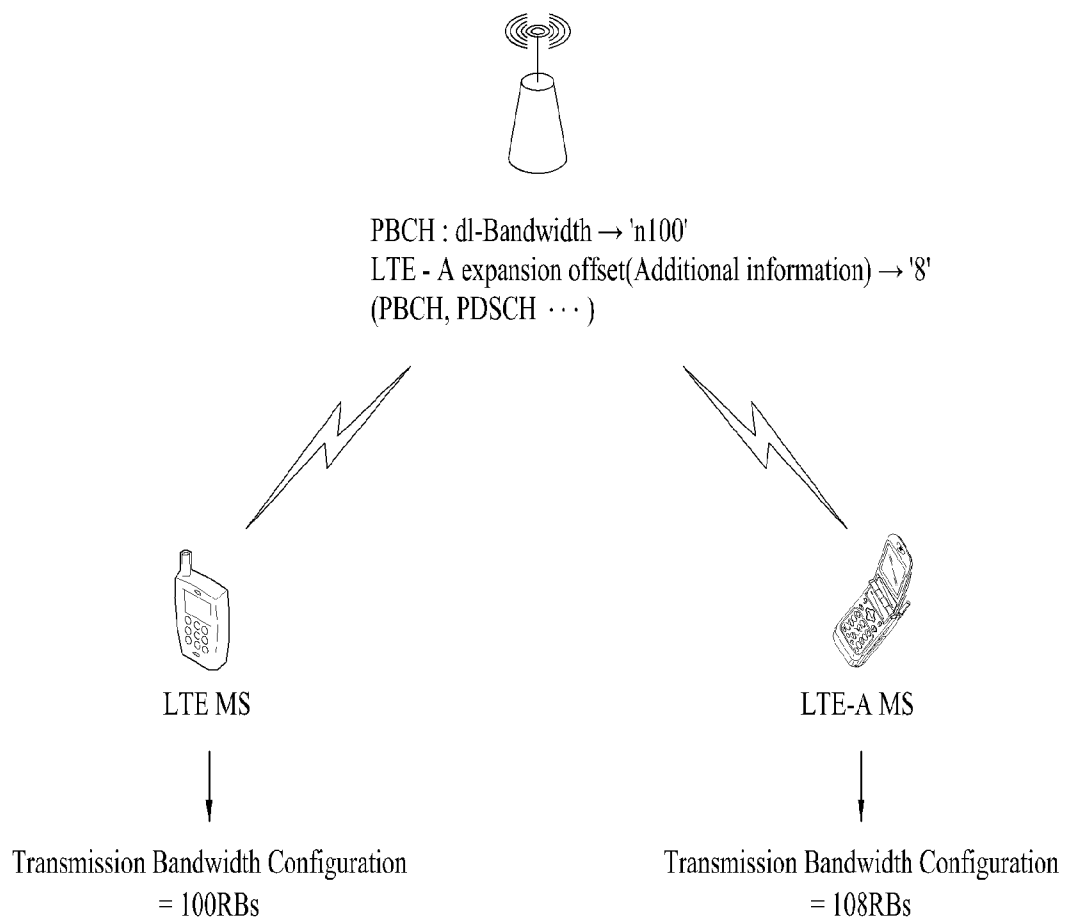 PBCH : dl-Bandwidth → 'n100'
LTE - A expansion offset(Additional information) → '8'
(PBCH, PDSCH ··· )
LTE MS
LTE-A MS
Transmission Bandwidth Configuration
= 100RBs
Transmission Bandwidth Configuration
= 108RBs